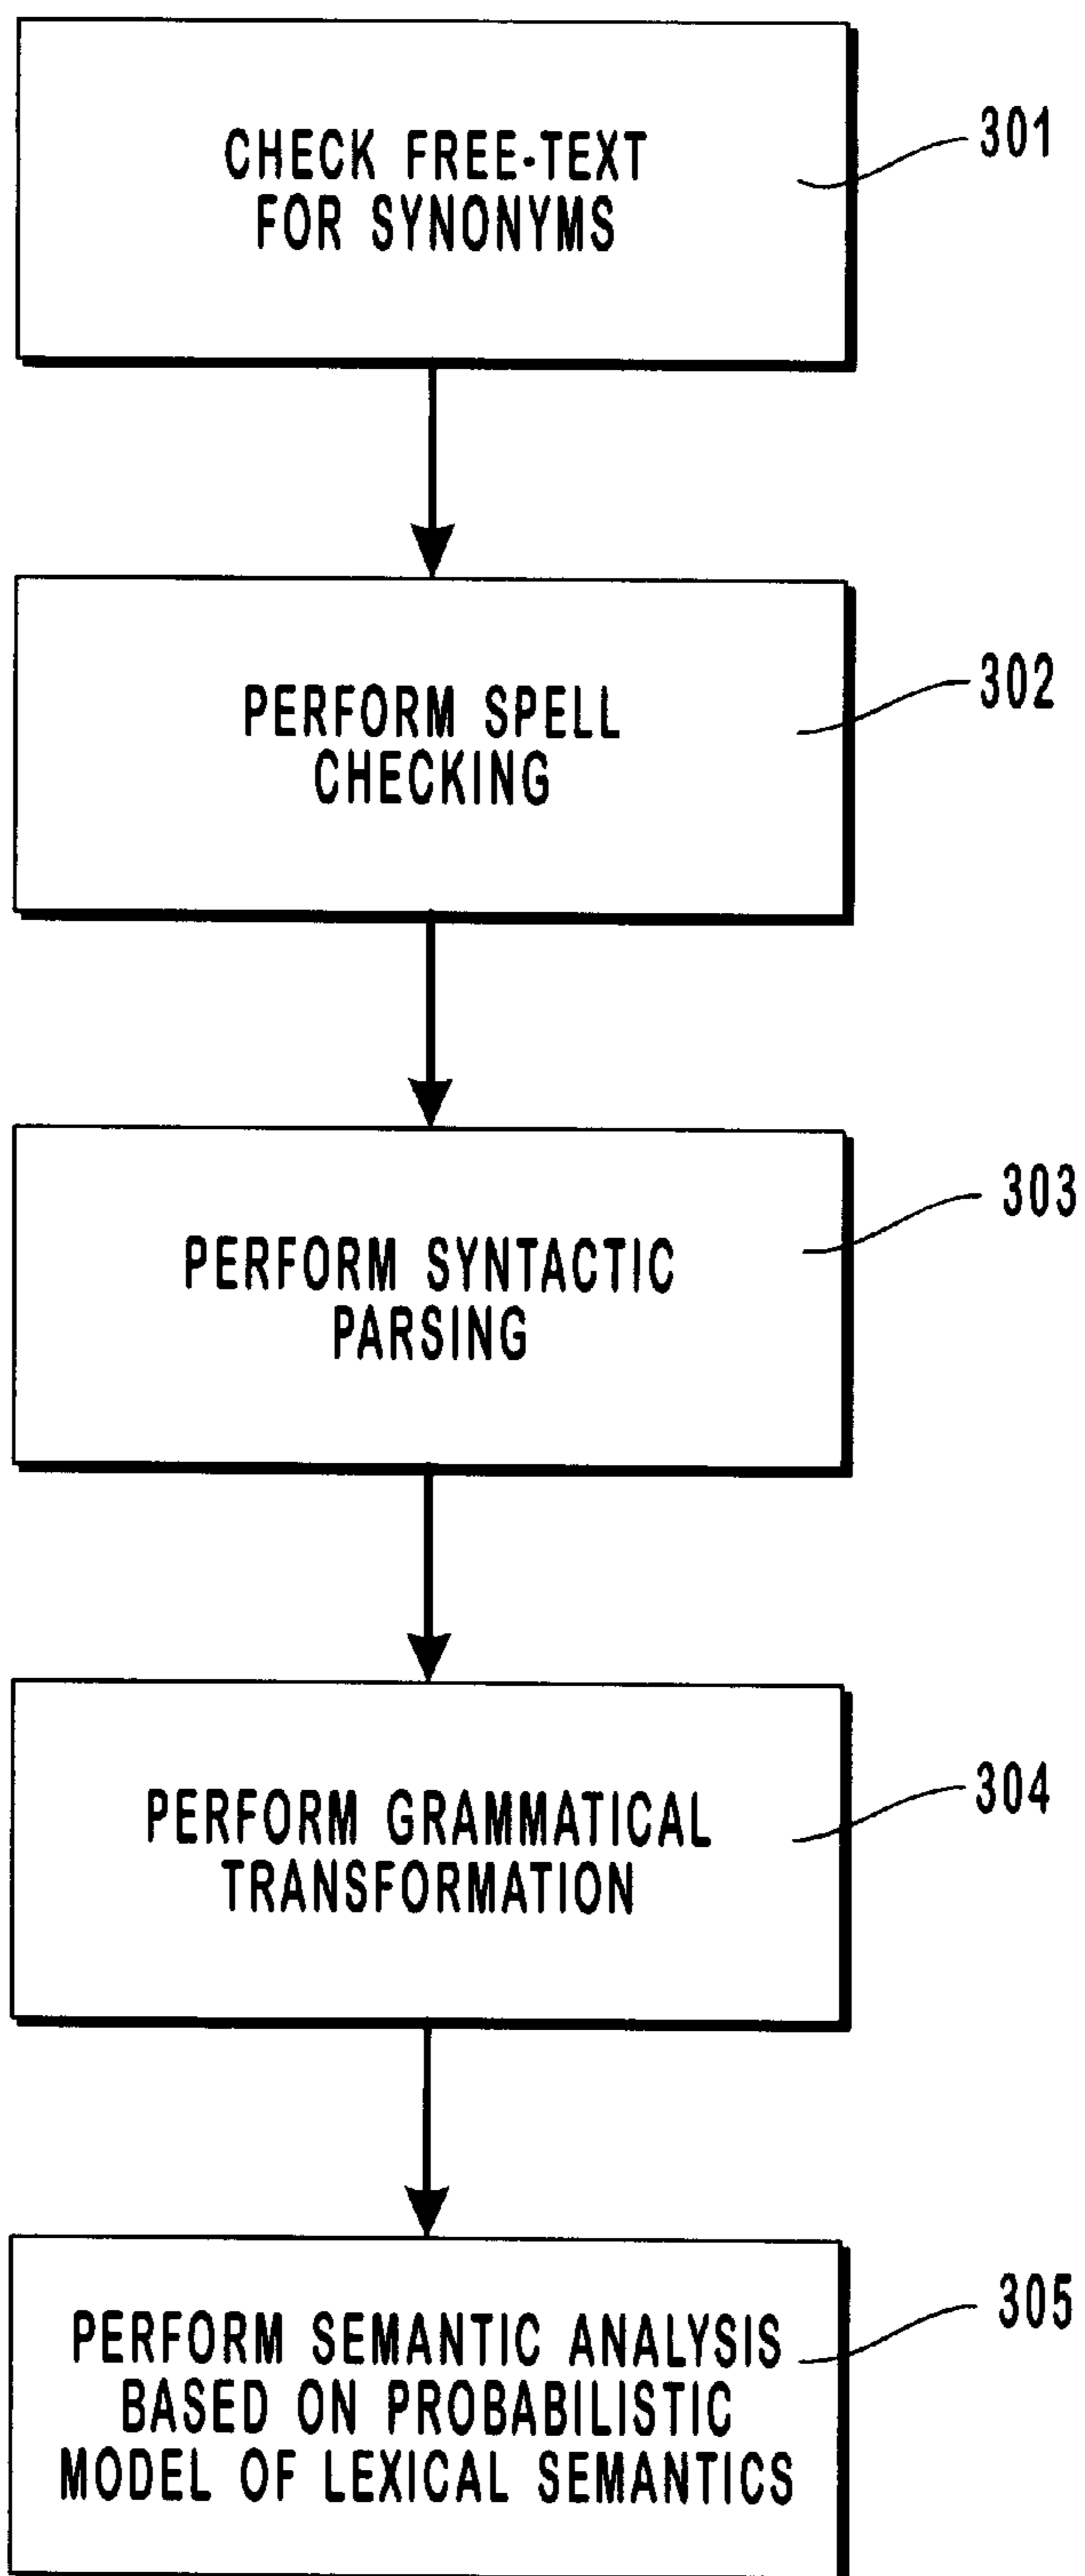 CHECK FREE-TEXT
FOR SYNONYMS
301
PERFORM SPELL
CHECKING
302
PERFORM SYNTACTIC
PARSING
303
PERFORM GRAMMATICAL
TRANSFORMATION
304
PERFORM SEMANTIC ANALYSIS
BASED ON PROBABILISTIC
MODEL OF LEXICAL SEMANTICS
305